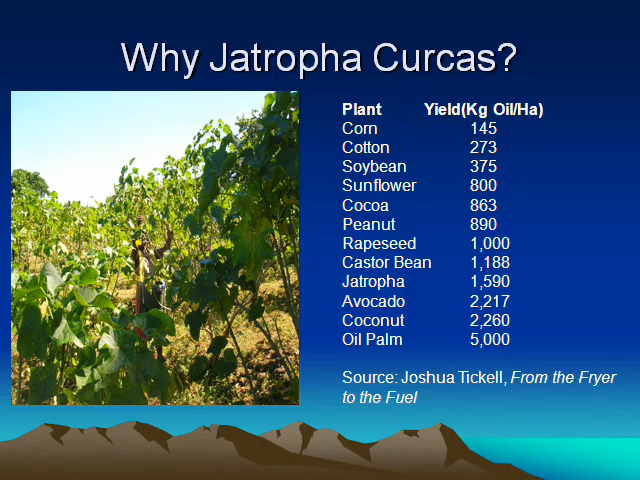 Why Jatropha Curcas?
Plant Yield(Kg Oil/Ha)
Corn 145
Cotton 273
Soybean 375
Sunflower 800
Cocoa 863
Peanut 890
Rapeseed 1,000
Castor Bean 1,188
Jatropha 1,590
Avocado 2,217
Coconut 2,260
Oil Palm 5,000
Source: Joshua Tickell, From the Fryer
to the Fuel